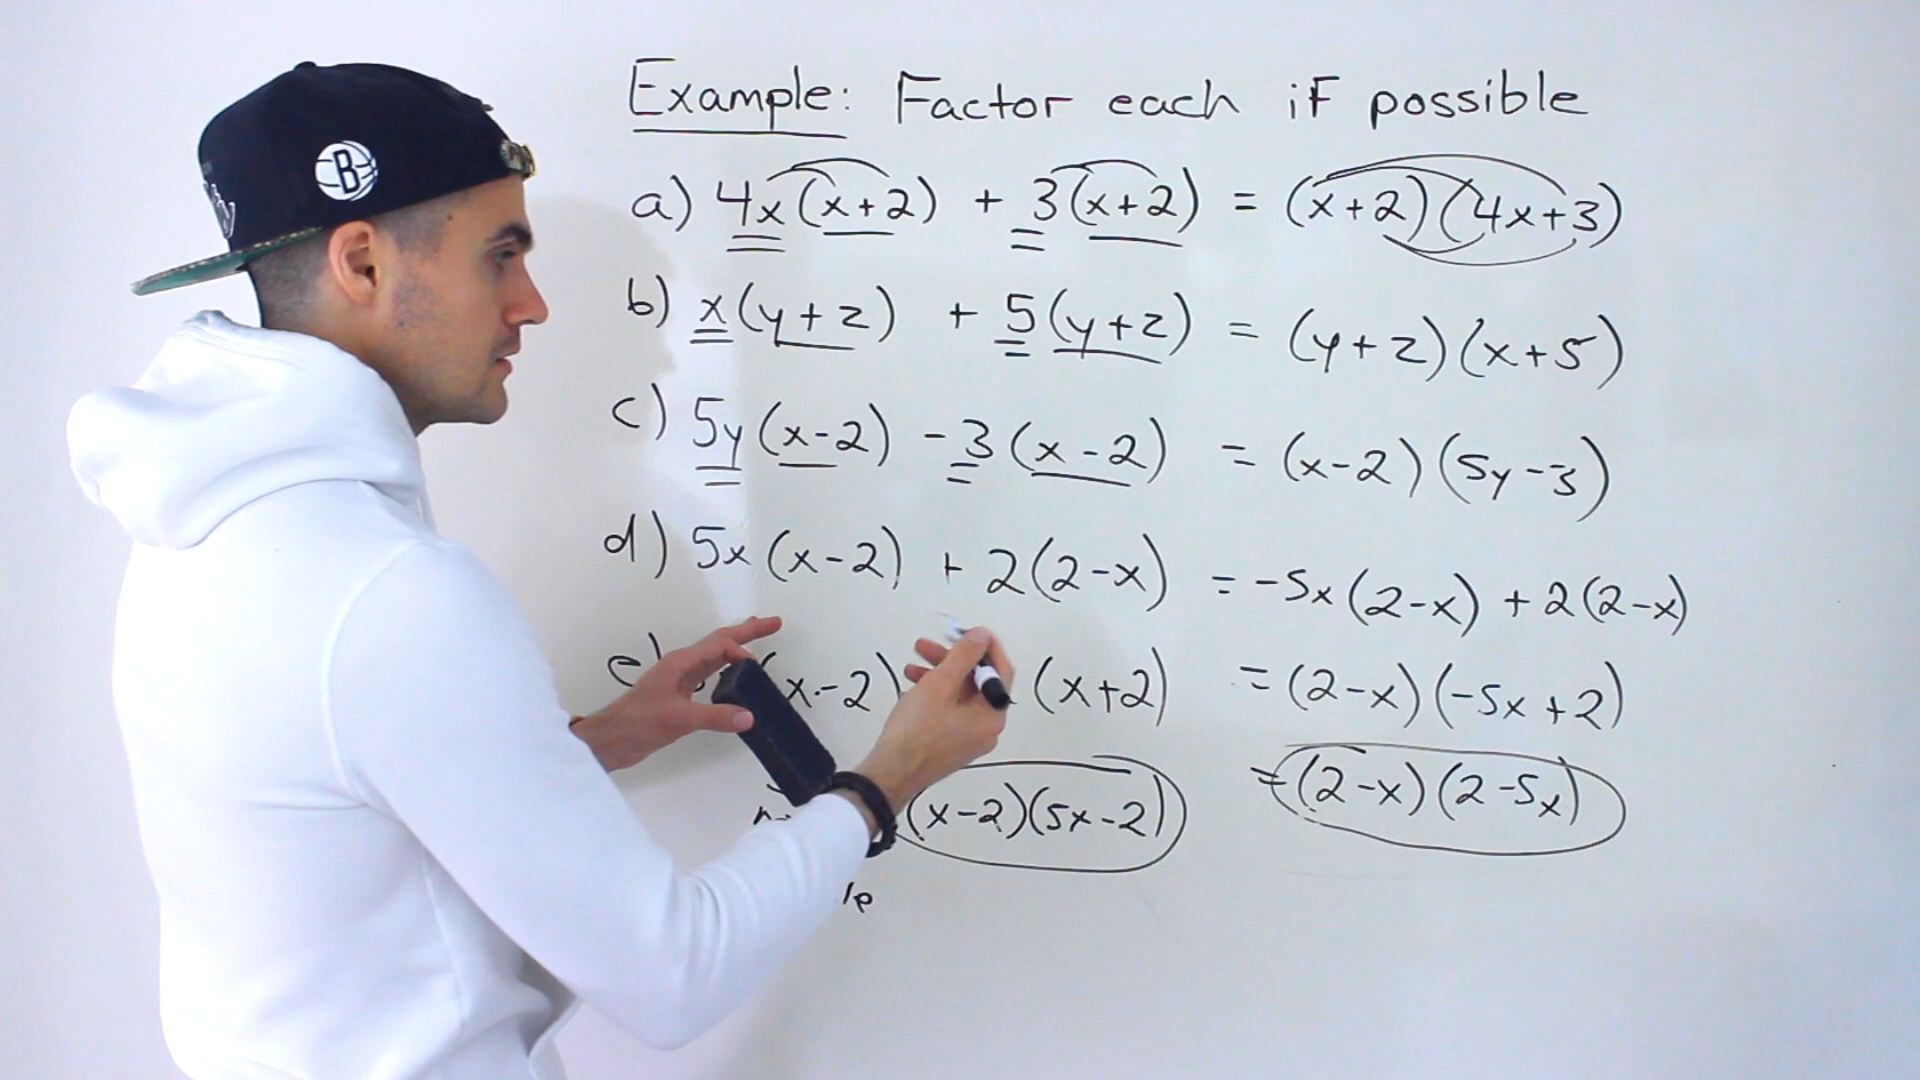 B
Example: Factor each if possible
a) 4x(x+2) + 3(x+2) = (x+2)(4x+3)
b) x(y+z) + 5(y+z) = (y+z)(x+5)
c) 5y(x-2) -3(x-2) = (x-2)(5y-3)
d) 5x(x-2) + 2(2-x) = -5x(2-x) + 2(2-x)
e) (x-2) (x+2) = (2-x)(-5x+2)
(x-2)(5x-2) = (2-x)(2-5x)